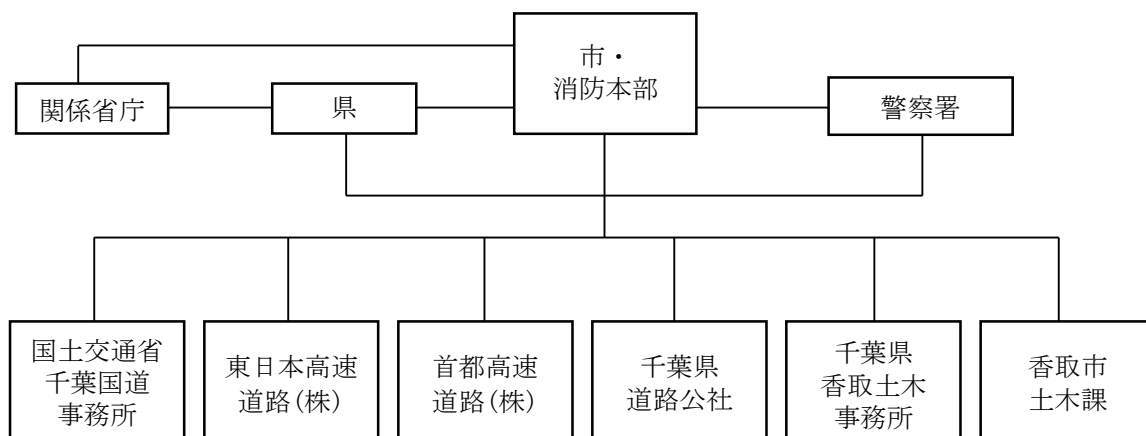 市・
消防本部
関係省庁
県
警察署
国土交通省
千葉国道
事務所
東日本高速
道路(株)
首都高速
道路(株)
千葉県
道路公社
千葉県
香取土木
事務所
香取市
土木課